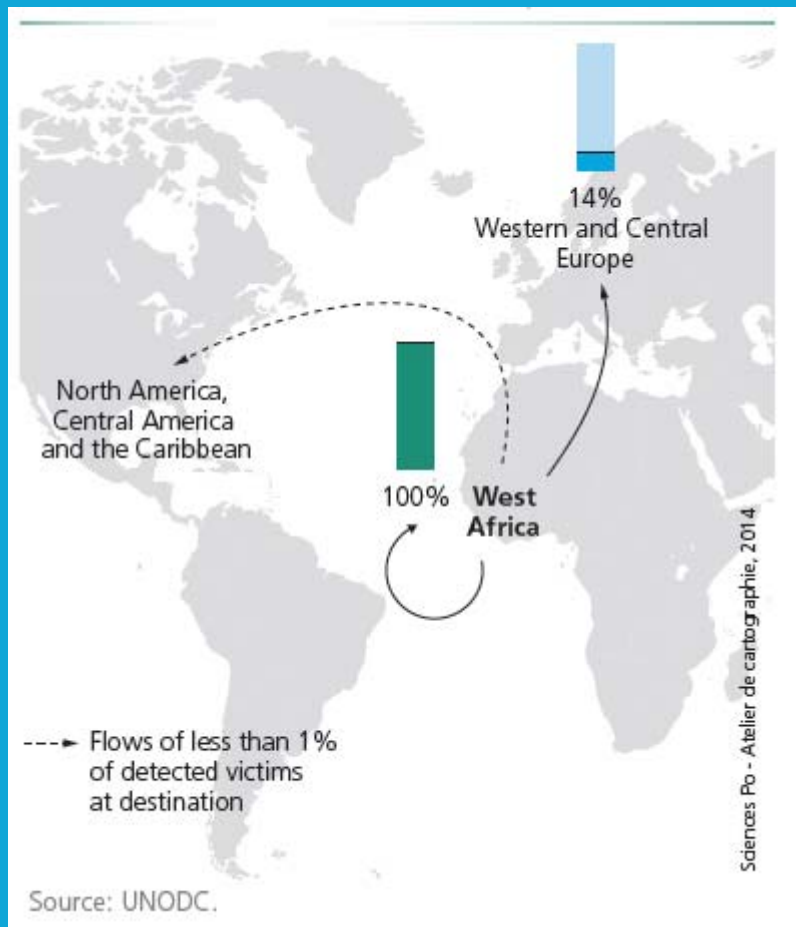 14%
Western and Central
Europe
North America,
Central America
and the Caribbean
100%
West
Africa
Flows of less than 1%
of detected victims
at destination
Sciences Po - Atelier de cartographie, 2014
Source: UNODC.